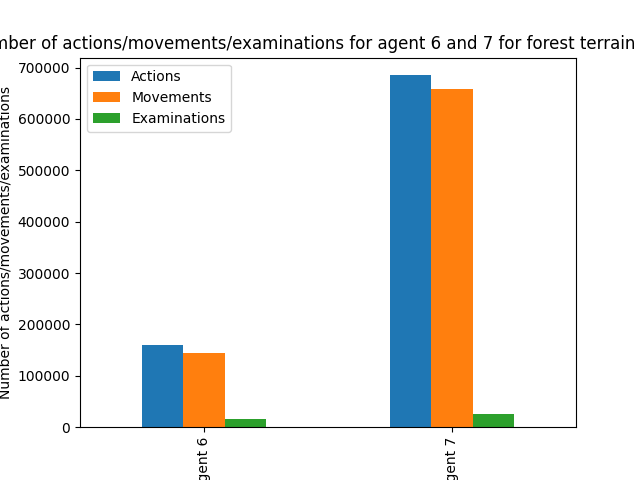 mber of actions/movements/examinations for agent 6 and 7 for forest terrain
Actions
Movements
Examinations
Number of actions/movements/examinations
700000
600000
500000
400000
300000
200000
100000
0
gent 6
gent 7